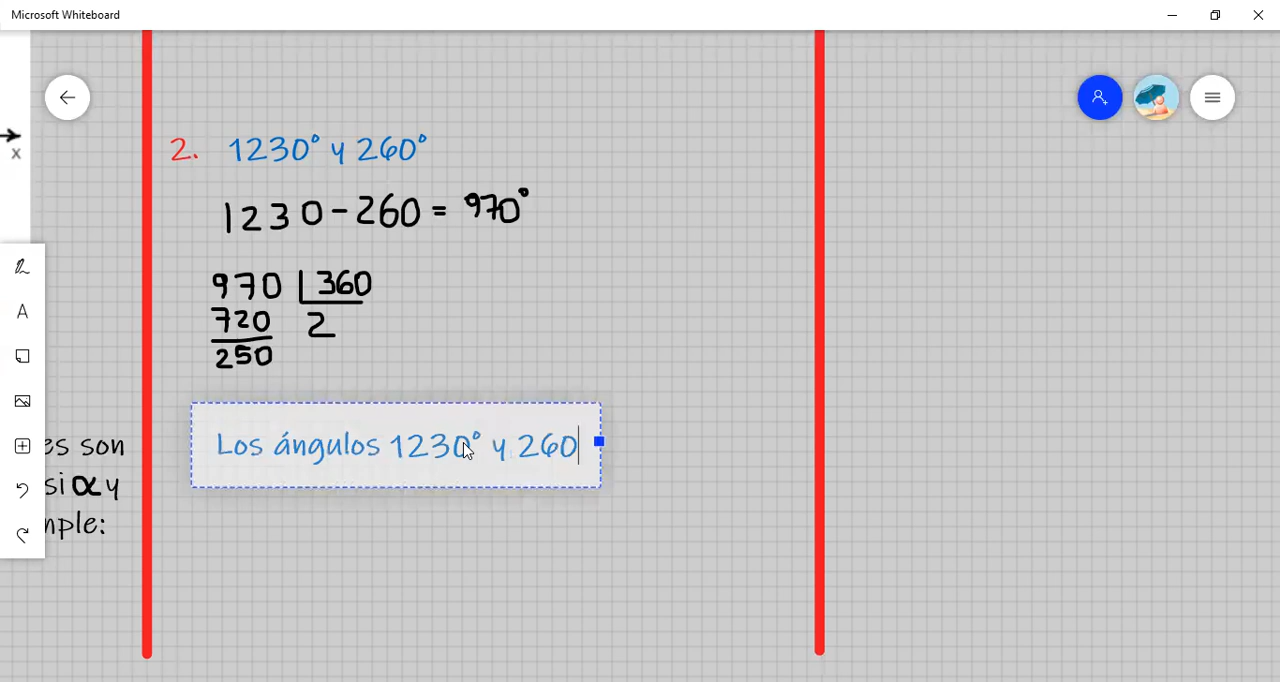 Microsoft Whiteboard
x
2. 1230° y 260°
1230-260= 970°
970 360
720 2
250
es son
si α y
mple:
Los ángulos 1230° y 260
A